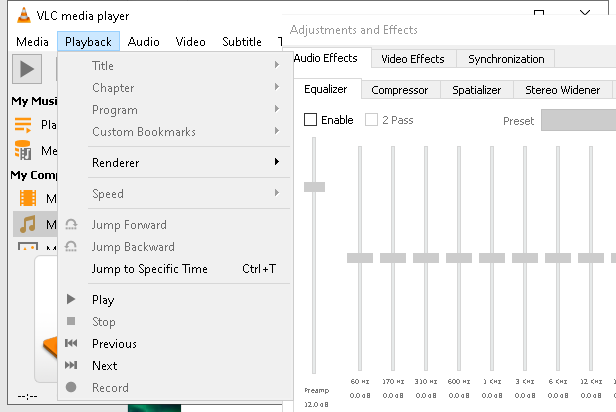 VLC media player
Media Playback Audio Video Subtitle
Title
Chapter
Program
Custom Bookmarks
Renderer
Speed
Jump Forward
Jump Backward
Jump to Specific Time Ctrl+T
Play
Stop
Previous
Next
Record
My Musi
Pla
Me
My Comp
M
M
M
--:--
Adjustments and Effects
Audio Effects Video Effects Synchronization
Equalizer Compressor Spatializer Stereo Widener
Enable 2 Pass Preset
60 Hz 170 Hz 310 Hz 600 Hz 1 KHz 3 KHz 6 KHz 12 KHz
Preamp 0.0 dB 0.0 dB 0.0 dB 0.0 dB 0.0 dB 0.0 dB 0.0 dB 0.0 dB
12.0 dB